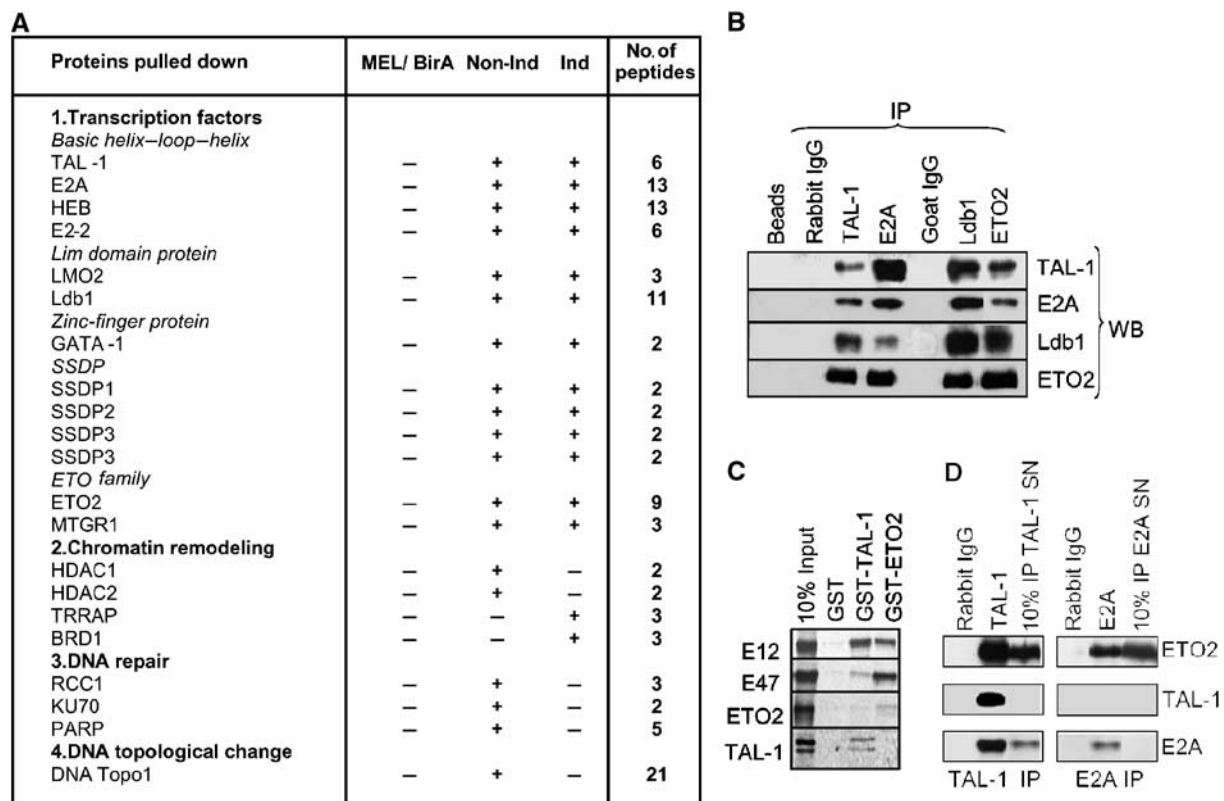 A
Proteins pulled down MEL/ BirA Non-Ind Ind No. of peptides
1.Transcription factors
Basic helix–loop–helix
TAL -1 – + + 6
E2A – + + 13
HEB – + + 13
E2-2 – + + 6
Lim domain protein
LMO2 – + + 3
Ldb1 – + + 11
Zinc-finger protein
GATA -1 – + + 2
SSDP
SSDP1 – + + 2
SSDP2 – + + 2
SSDP3 – + + 2
SSDP3 – + + 2
ETO family
ETO2 – + + 9
MTGR1 – + + 3
2.Chromatin remodeling
HDAC1 – + – 2
HDAC2 – + – 2
TRRAP – – + 3
BRD1 – – + 3
3.DNA repair
RCC1 – + – 3
KU70 – + – 2
PARP – + – 5
4.DNA topological change
DNA Topo1 – + – 21
B
IP
Beads Rabbit IgG TAL-1 E2A Goat IgG Ldb1 ETO2
TAL-1
E2A
Ldb1
ETO2
WB
C
10% Input GST GST-TAL-1 GST-ETO2
E12
E47
ETO2
TAL-1
D
Rabbit IgG TAL-1 10% IP TAL-1 SN Rabbit IgG E2A 10% IP E2A SN
ETO2
TAL-1
E2A
TAL-1 IP E2A IP